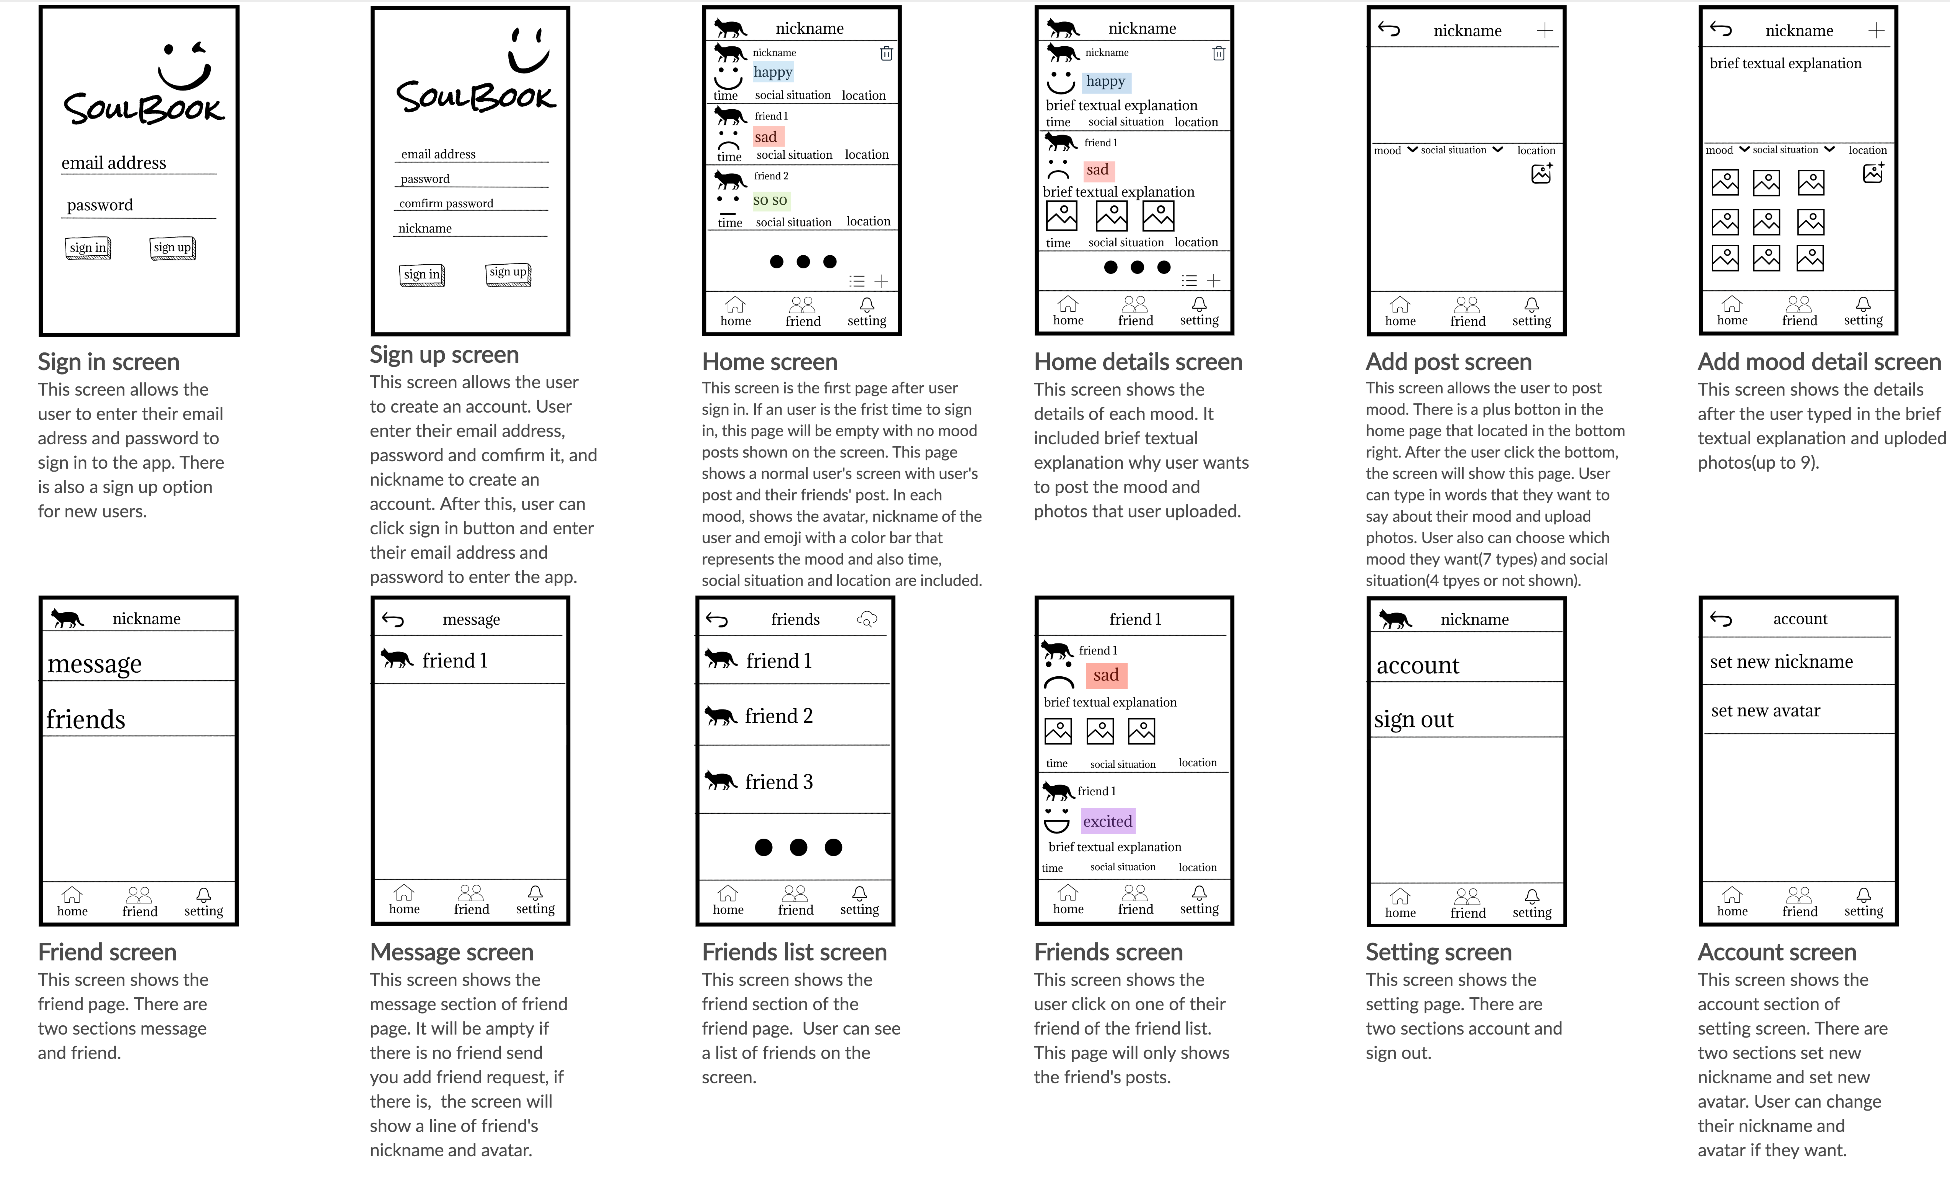 SOULBOOK
email address
password
sign in
sign up
Sign in screen
This screen allows the
user to enter their email
adress and password to
sign in to the app. There
is also a sign up option
for new users.
SOULBOOK
email address
password
comfirm password
nickname
sign in
sign up
Sign up screen
This screen allows the user
to create an account. User
enter their email address,
password and comfirm it, and
nickname to create an
account. After this, user can
click sign in button and enter
their email address and
password to enter the app.
nickname
nickname
happy
time social situation location
friend 1
sad
time social situation location
friend 2
so so
time social situation location
home friend setting
Home screen
This screen is the first page after user
sign in. If an user is the frist time to sign
in, this page will be empty with no mood
posts shown on the screen. This page
shows a normal user's screen with user's
post and their friends' post. In each
mood, shows the avatar, nickname of the
user and emoji with a color bar that
represents the mood and also time,
social situation and location are included.
nickname
nickname
happy
brief textual explanation
time social situation location
friend 1
sad
brief textual explanation
time social situation location
home friend setting
Home details screen
This screen shows the
details of each mood. It
included brief textual
explanation why user wants
to post the mood and
photos that user uploaded.
nickname
mood social situation location
home friend setting
Add post screen
This screen allows the user to post
mood. There is a plus botton in the
home page that located in the bottom
right. After the user click the bottom,
the screen will show this page. User
can type in words that they want to
say about their mood and upload
photos. User also can choose which
mood they want(7 types) and social
situation(4 tpyes or not shown).
nickname
brief textual explanation
mood social situation location
home friend setting
Add mood detail screen
This screen shows the details
after the user typed in the brief
textual explanation and uploded
photos(up to 9).
nickname
message
friends
home friend setting
Friend screen
This screen shows the
friend page. There are
two sections message
and friend.
message
friend 1
home friend setting
Message screen
This screen shows the
message section of friend
page. It will be ampty if
there is no friend send
you add friend request, if
there is, the screen will
show a line of friend's
nickname and avatar.
friends
friend 1
friend 2
friend 3
home friend setting
Friends list screen
This screen shows the
friend section of the
friend page. User can see
a list of friends on the
screen.
friend 1
friend 1
sad
brief textual explanation
time social situation location
friend 1
excited
brief textual explanation
time social situation location
home friend setting
Friends screen
This screen shows the
user click on one of their
friend of the friend list.
This page will only shows
the friend's posts.
nickname
account
sign out
home friend setting
Setting screen
This screen shows the
setting page. There are
two sections account and
sign out.
account
set new nickname
set new avatar
home friend setting
Account screen
This screen shows the
account section of
setting screen. There are
two sections set new
nickname and set new
avatar. User can change
their nickname and
avatar if they want.